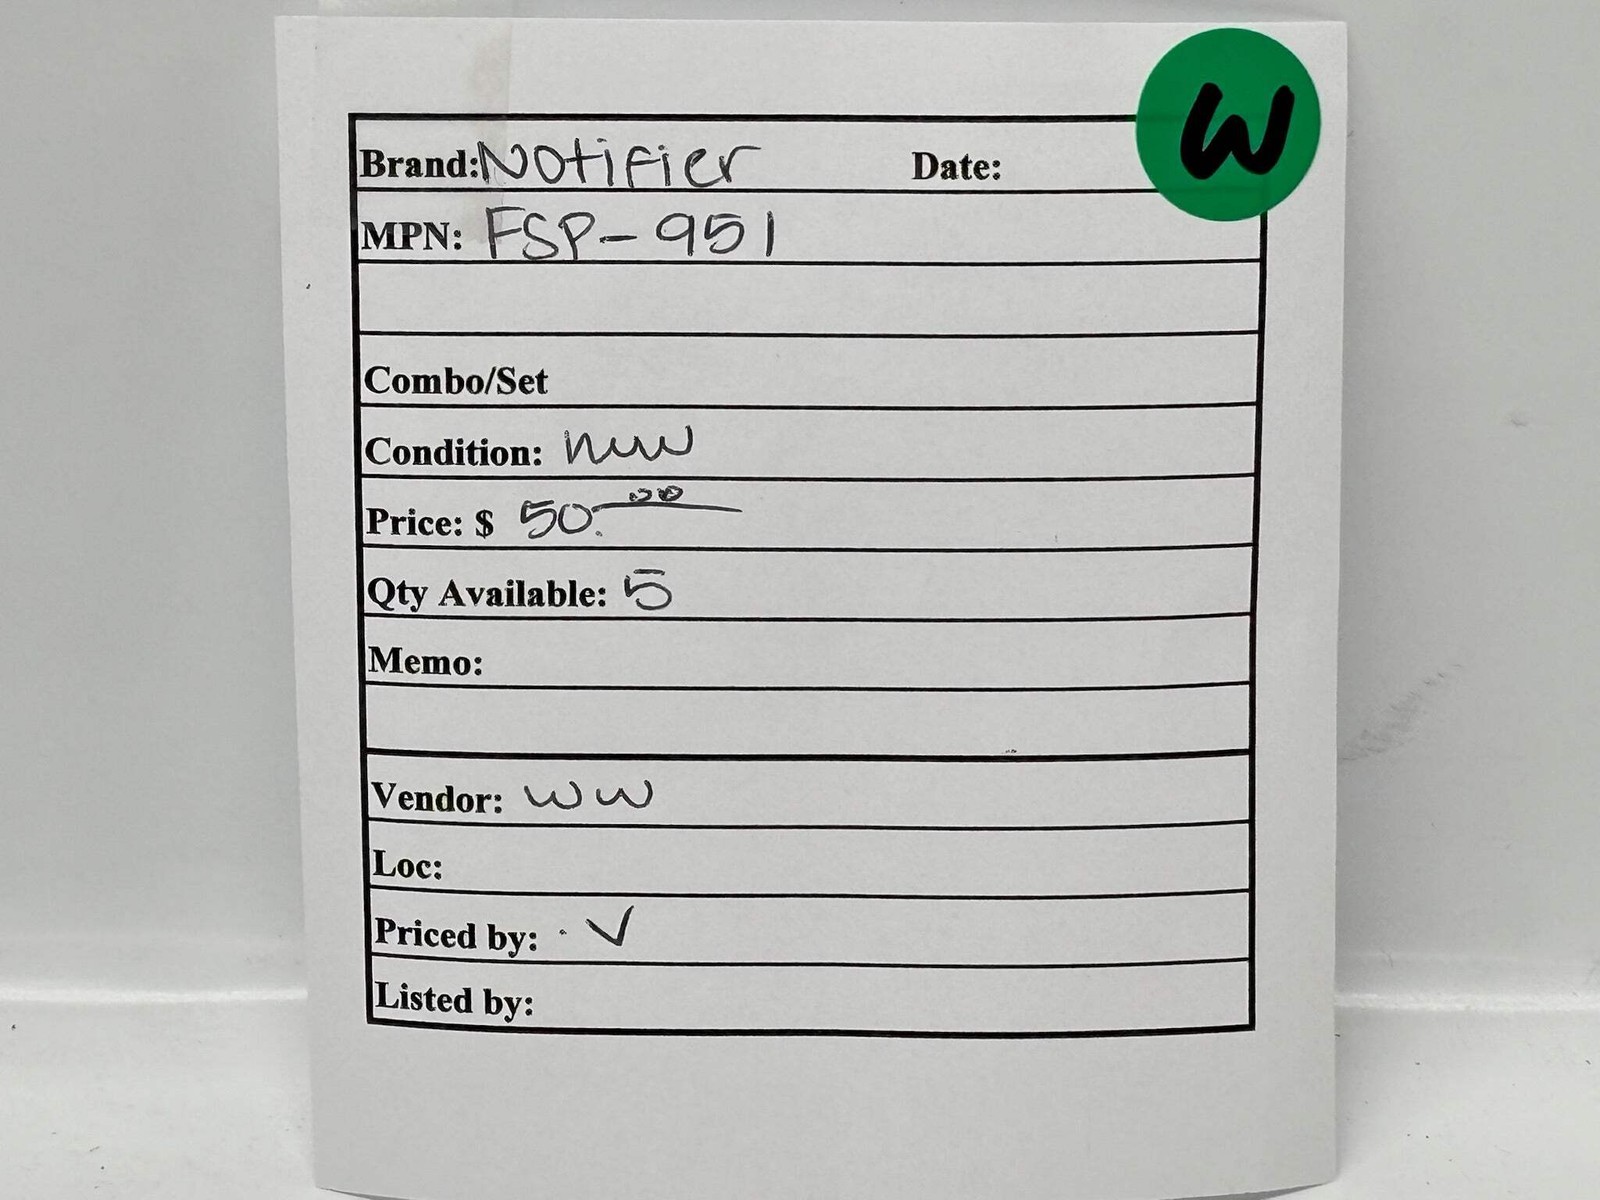 W
Brand: Notifier Date:
MPN: FSP-951
Combo/Set
Condition: new
Price: $ 50.00
Qty Available: 5
Memo:
Vendor: WW
Loc:
Priced by: V
Listed by: